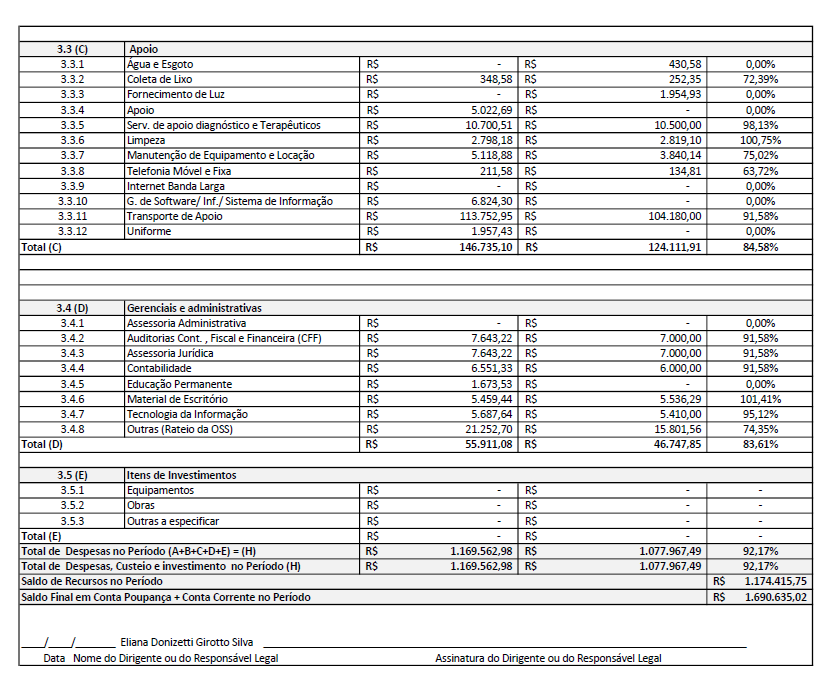 3.3 (C) Apoio
3.3.1 Água e Esgoto R$ - R$ 430,58 0,00%
3.3.2 Coleta de Lixo R$ 348,58 R$ 252,35 72,39%
3.3.3 Fornecimento de Luz R$ - R$ 1.954,93 0,00%
3.3.4 Apoio R$ 5.022,69 R$ - 0,00%
3.3.5 Serv. de apoio diagnóstico e Terapêuticos R$ 10.700,51 R$ 10.500,00 98,13%
3.3.6 Limpeza R$ 2.798,18 R$ 2.819,10 100,75%
3.3.7 Manutenção de Equipamento e Locação R$ 5.118,88 R$ 3.840,14 75,02%
3.3.8 Telefonia Móvel e Fixa R$ 211,58 R$ 134,81 63,72%
3.3.9 Internet Banda Larga R$ - R$ - 0,00%
3.3.10 G. de Software/ Inf./ Sistema de Informação R$ 6.824,30 R$ - 0,00%
3.3.11 Transporte de Apoio R$ 113.752,95 R$ 104.180,00 91,58%
3.3.12 Uniforme R$ 1.957,43 R$ - 0,00%
Total (C) R$ 146.735,10 R$ 124.111,91 84,58%
3.4 (D) Gerenciais e administrativas
3.4.1 Assessoria Administrativa R$ - R$ - 0,00%
3.4.2 Auditorias Cont. , Fiscal e Financeira (CFF) R$ 7.643,22 R$ 7.000,00 91,58%
3.4.3 Assessoria Jurídica R$ 7.643,22 R$ 7.000,00 91,58%
3.4.4 Contabilidade R$ 6.551,33 R$ 6.000,00 91,58%
3.4.5 Educação Permanente R$ 1.673,53 R$ - 0,00%
3.4.6 Material de Escritório R$ 5.459,44 R$ 5.536,29 101,41%
3.4.7 Tecnologia da Informação R$ 5.687,64 R$ 5.410,00 95,12%
3.4.8 Outras (Rateio da OSS) R$ 21.252,70 R$ 15.801,56 74,35%
Total (D) R$ 55.911,08 R$ 46.747,85 83,61%
3.5 (E) Itens de Investimentos
3.5.1 Equipamentos R$ - R$ - -
3.5.2 Obras R$ - R$ - -
3.5.3 Outras a especificar R$ - R$ - -
Total (E) R$ - R$ - -
Total de Despesas no Período (A+B+C+D+E) = (H) R$ 1.169.562,98 R$ 1.077.967,49 92,17%
Total de Despesas, Custeio e investimento no Período (H) R$ 1.169.562,98 R$ 1.077.967,49 92,17%
Saldo de Recursos no Período R$ 1.174.415,75
Saldo Final em Conta Poupança + Conta Corrente no Período R$ 1.690.635,02
____/____/_______ Eliana Donizetti Girotto Silva
Data Nome do Dirigente ou do Responsável Legal Assinatura do Dirigente ou do Responsável Legal